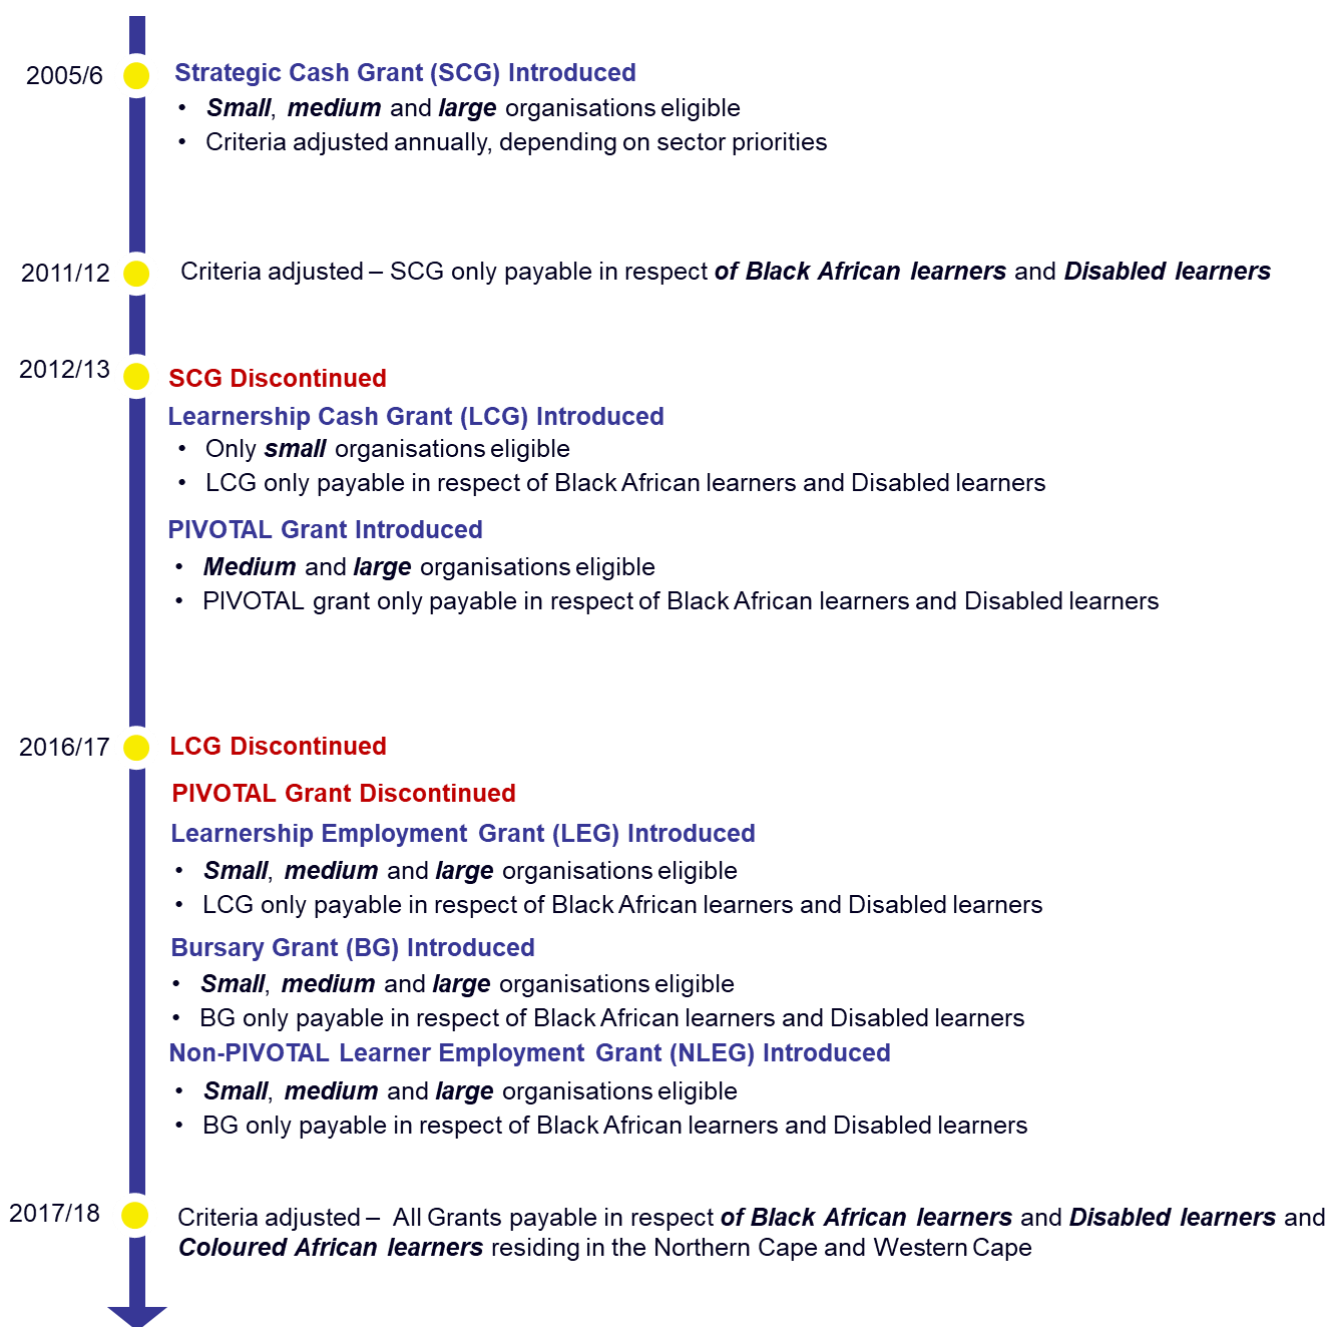 2005/6
Strategic Cash Grant (SCG) Introduced
• Small, medium and large organisations eligible
• Criteria adjusted annually, depending on sector priorities
2011/12
Criteria adjusted – SCG only payable in respect of Black African learners and Disabled learners
2012/13
SCG Discontinued
Learnership Cash Grant (LCG) Introduced
• Only small organisations eligible
• LCG only payable in respect of Black African learners and Disabled learners
PIVOTAL Grant Introduced
• Medium and large organisations eligible
• PIVOTAL grant only payable in respect of Black African learners and Disabled learners
2016/17
LCG Discontinued
PIVOTAL Grant Discontinued
Learnership Employment Grant (LEG) Introduced
• Small, medium and large organisations eligible
• LCG only payable in respect of Black African learners and Disabled learners
Bursary Grant (BG) Introduced
• Small, medium and large organisations eligible
• BG only payable in respect of Black African learners and Disabled learners
Non-PIVOTAL Learner Employment Grant (NLEG) Introduced
• Small, medium and large organisations eligible
• BG only payable in respect of Black African learners and Disabled learners
2017/18
Criteria adjusted – All Grants payable in respect of Black African learners and Disabled learners and
Coloured African learners residing in the Northern Cape and Western Cape